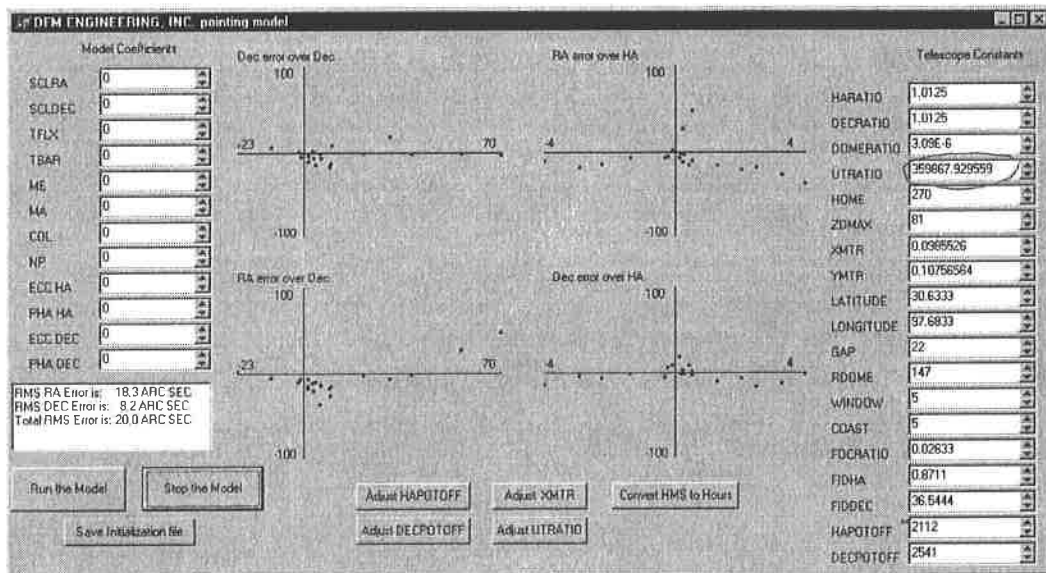 DFM ENGINEERING, INC. pointing model
Model Coefficients
SCLRA 0
SCLDEC 0
TFLX 0
TBAR 0
ME 0
MA 0
COL 0
NP 0
ECC HA 0
PHA HA 0
ECC DEC 0
PHA DEC 0
RMS RA Error is: 18.3 ARC SEC
RMS DEC Error is: 8.2 ARC SEC
Total RMS Error is: 20.0 ARC SEC
Run the Model
Stop the Model
Save Initialization file
Dec error over Dec
100
-23
70
-100
RA error over HA
100
-4
4
-100
RA error over Dec
100
-23
70
-100
Dec error over HA
100
-4
4
-100
Adjust HAPOTOFF
Adjust XMTR
Convert HMS to Hours
Adjust DECPOTOFF
Adjust UTRATIO
Telescope Constants
HARATIO 1.0125
DECRATIO 1.0125
DOMERATIO 3.09E-6
UTRATIO 359867.929559
HOME 270
ZDMAX 81
XMTR 0.0985526
YMTR 0.10756564
LATITUDE 30.6333
LONGITUDE 97.6833
GAP 22
RDOME 147
WINDOW 5
COAST 5
FOCRATIO 0.02633
FIDHA 0.8711
FIDDEC 36.5444
HAPOTOFF 2112
DECPOTOFF 2541